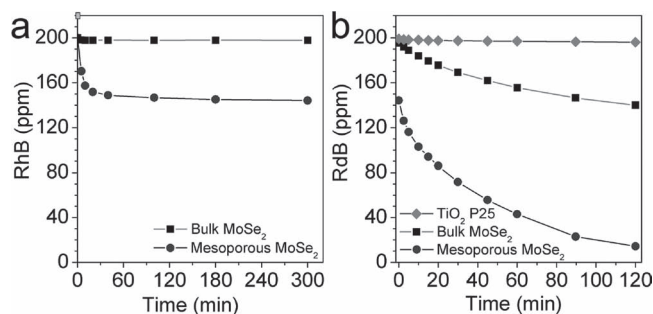 a
RhB (ppm)
200
160
120
80
40
0
Bulk MoSe2
Mesoporous MoSe2
0 60 120 180 240 300
Time (min)
b
RdB (ppm)
200
160
120
80
40
0
TiO2 P25
Bulk MoSe2
Mesoporous MoSe2
0 20 40 60 80 100 120
Time (min)